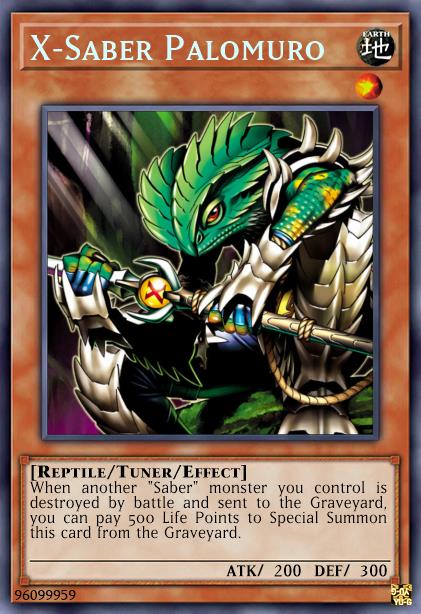 X-Saber Palomuro
EARTH
地
[Reptile/Tuner/Effect]
When another "Saber" monster you control is
destroyed by battle and sent to the Graveyard,
you can pay 500 Life Points to Special Summon
this card from the Graveyard.
ATK/ 200 DEF/ 300
96099959